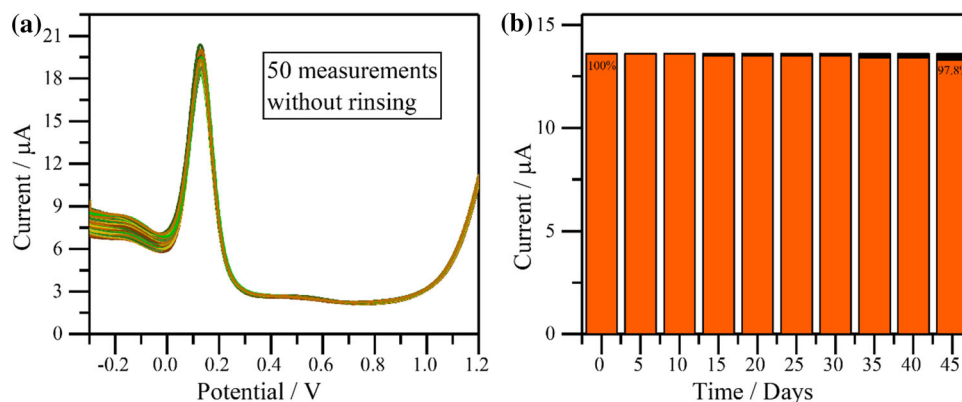 (a)
21
18
15
12
9
6
3
0
Current / μA
50 measurements
without rinsing
-0.2 0.0 0.2 0.4 0.6 0.8 1.0 1.2
Potential / V
(b)
15
10
5
0
Current / μA
100%
97.8%
0 5 10 15 20 25 30 35 40 45
Time / Days